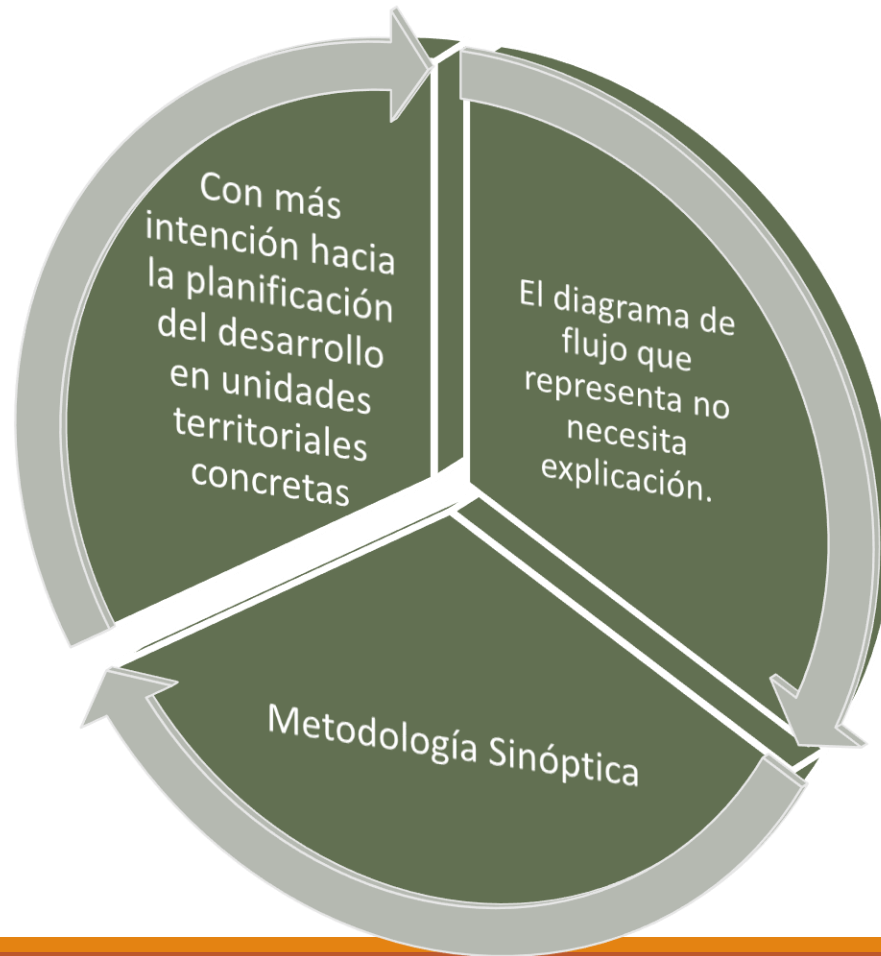 Con más
intención hacia
la planificación
del desarrollo
en unidades
territoriales
concretas
El diagrama de
flujo que
representa no
necesita
explicación.
Metodología Sinóptica